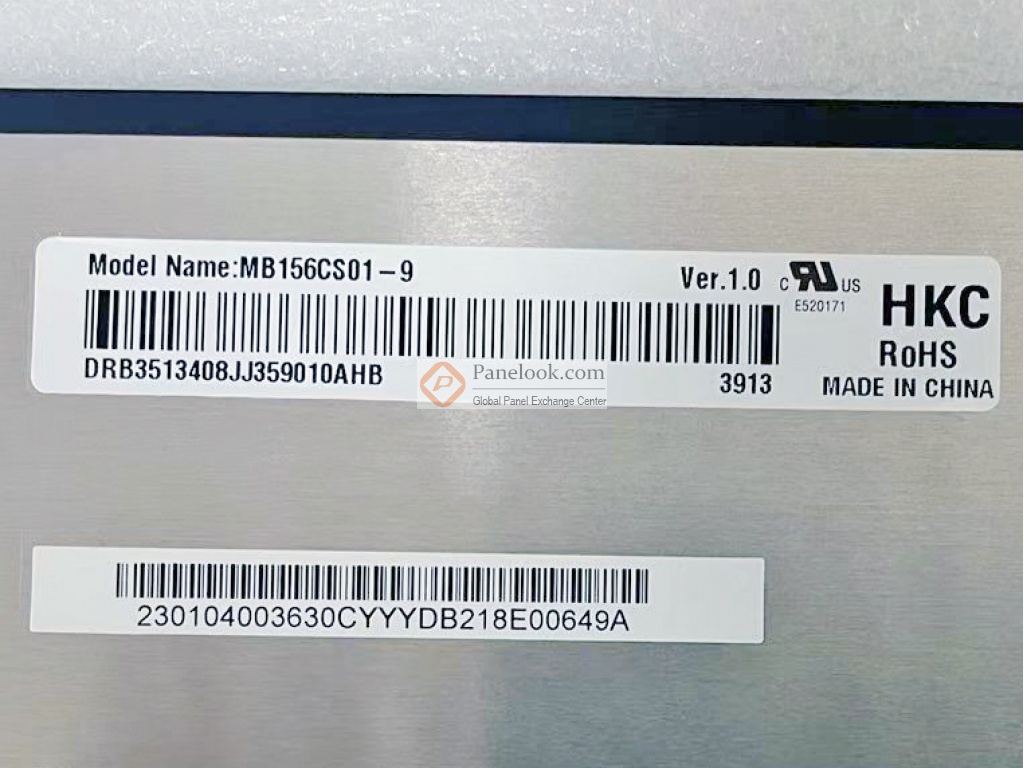 Model Name:MB156CS01-9
Ver.1.0
c RU US
E520171
HKC
RoHS
MADE IN CHINA
DRB3513408JJ359010AHB
3913
Panelook.com
Global Panel Exchange Center
230104003630CYYYDB218E00649A